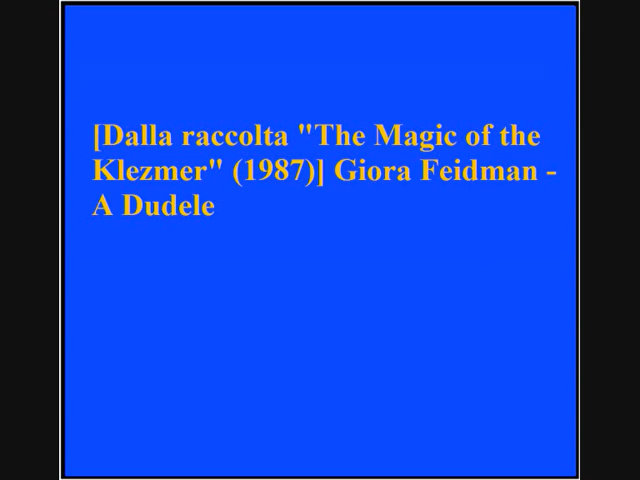 [Dalla raccolta "The Magic of the
Klezmer" (1987)] Giora Feidman -
A Dudele